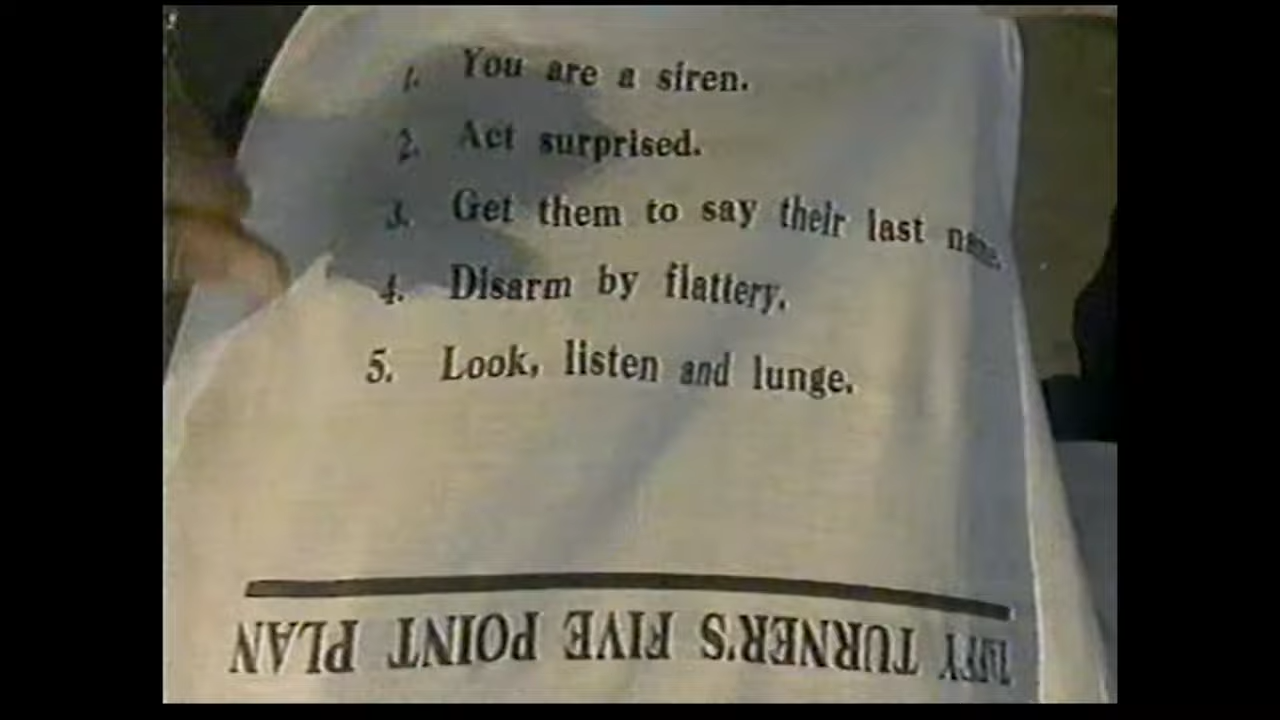 1. You are a siren.
2. Act surprised.
3. Get them to say their last name.
4. Disarm by flattery.
5. Look, listen and lunge.
TURNER'S FIVE POINT PLAN